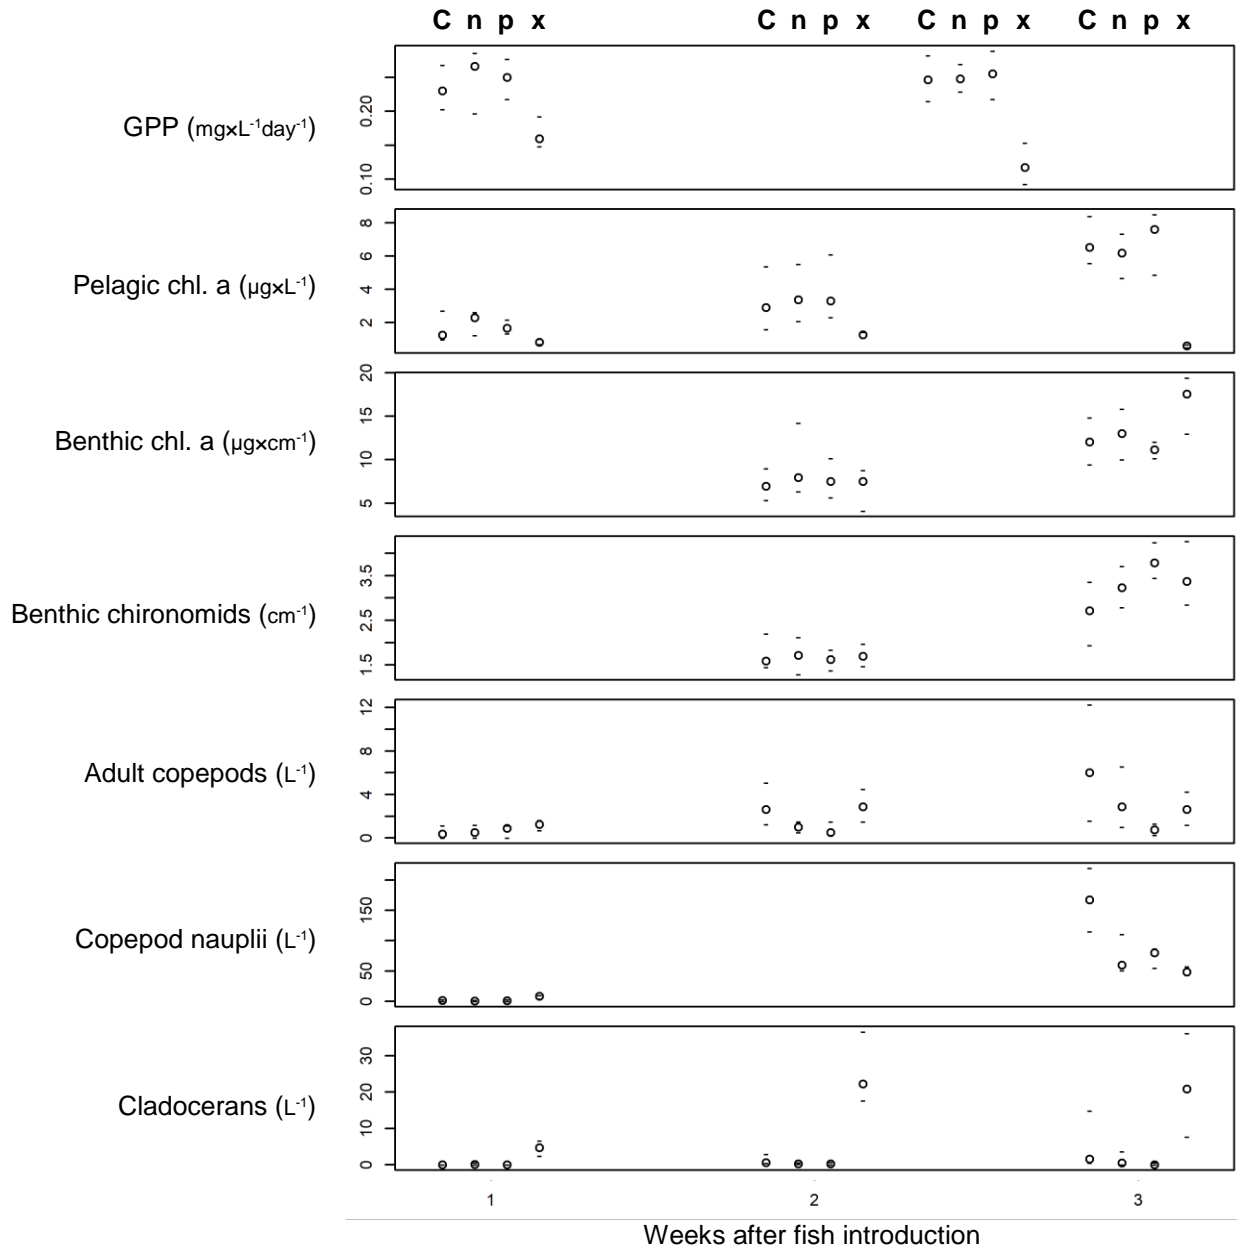 C n p x C n p x C n p x C n p x
GPP (mg×L-1day-1)
0.20
0.10
Pelagic chl. a (µg×L-1)
8
6
4
2
Benthic chl. a (µg×cm-1)
20
15
10
5
Benthic chironomids (cm-1)
3.5
2.5
1.5
Adult copepods (L-1)
12
8
4
0
Copepod nauplii (L-1)
150
50
0
Cladocerans (L-1)
30
20
10
0
1 2 3
Weeks after fish introduction